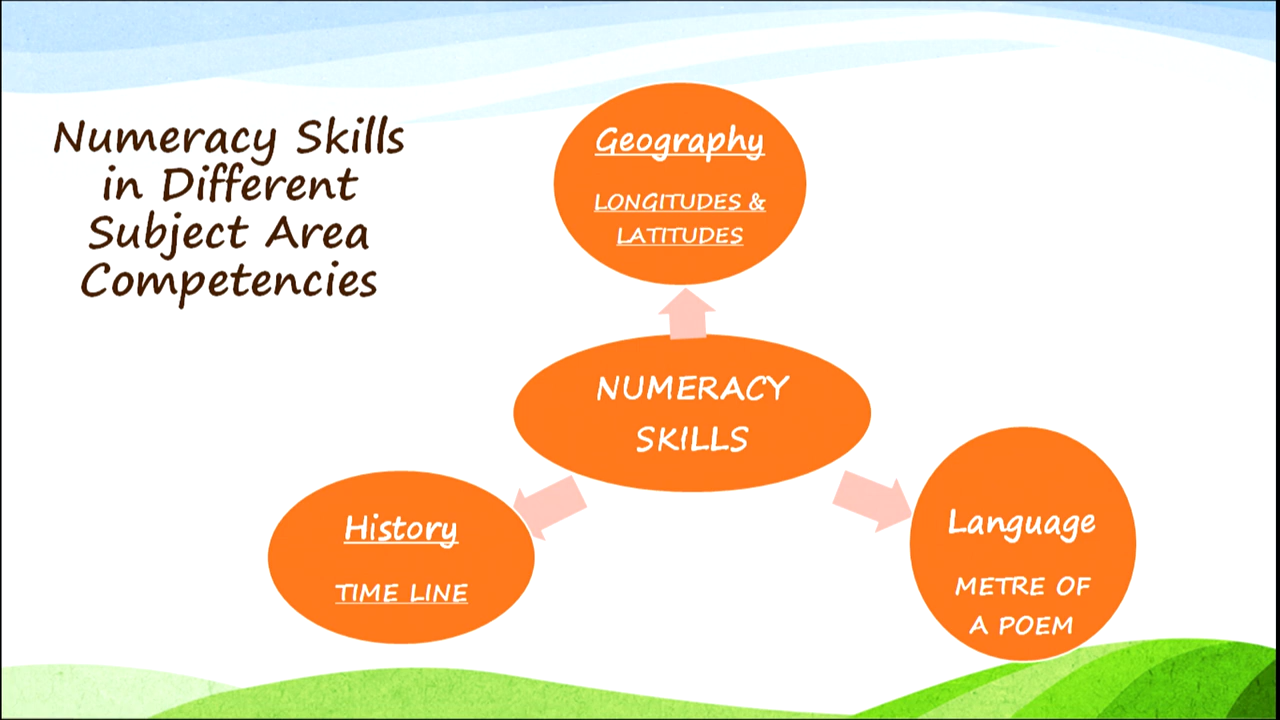 Numeracy Skills
in Different
Subject Area
Competencies
Geography
LONGITUDES &
LATITUDES
NUMERACY
SKILLS
History
TIME LINE
Language
METRE OF
A POEM